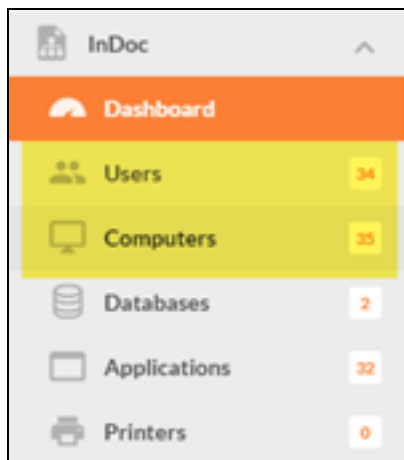 InDoc
Dashboard
Users 34
Computers 35
Databases 2
Applications 32
Printers 0